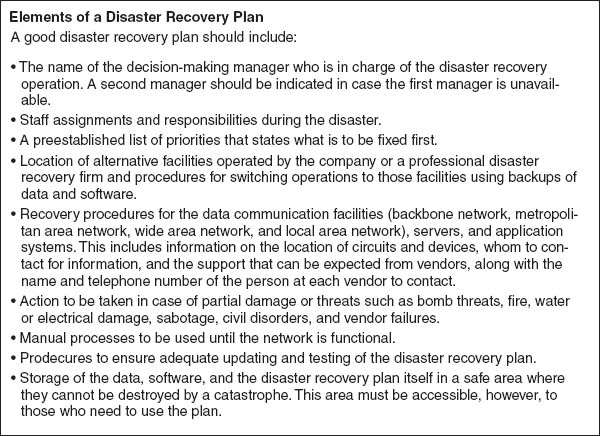 Elements of a Disaster Recovery Plan
A good disaster recovery plan should include:
• The name of the decision-making manager who is in charge of the disaster recovery
operation. A second manager should be indicated in case the first manager is unavail-
able.
• Staff assignments and responsibilities during the disaster.
• A preestablished list of priorities that states what is to be fixed first.
• Location of alternative facilities operated by the company or a professional disaster
recovery firm and procedures for switching operations to those facilities using backups of
data and software.
• Recovery procedures for the data communication facilities (backbone network, metropoli-
tan area network, wide area network, and local area network), servers, and application
systems. This includes information on the location of circuits and devices, whom to con-
tact for information, and the support that can be expected from vendors, along with the
name and telephone number of the person at each vendor to contact.
• Action to be taken in case of partial damage or threats such as bomb threats, fire, water
or electrical damage, sabotage, civil disorders, and vendor failures.
• Manual processes to be used until the network is functional.
• Prodecures to ensure adequate updating and testing of the disaster recovery plan.
• Storage of the data, software, and the disaster recovery plan itself in a safe area where
they cannot be destroyed by a catastrophe. This area must be accessible, however, to
those who need to use the plan.